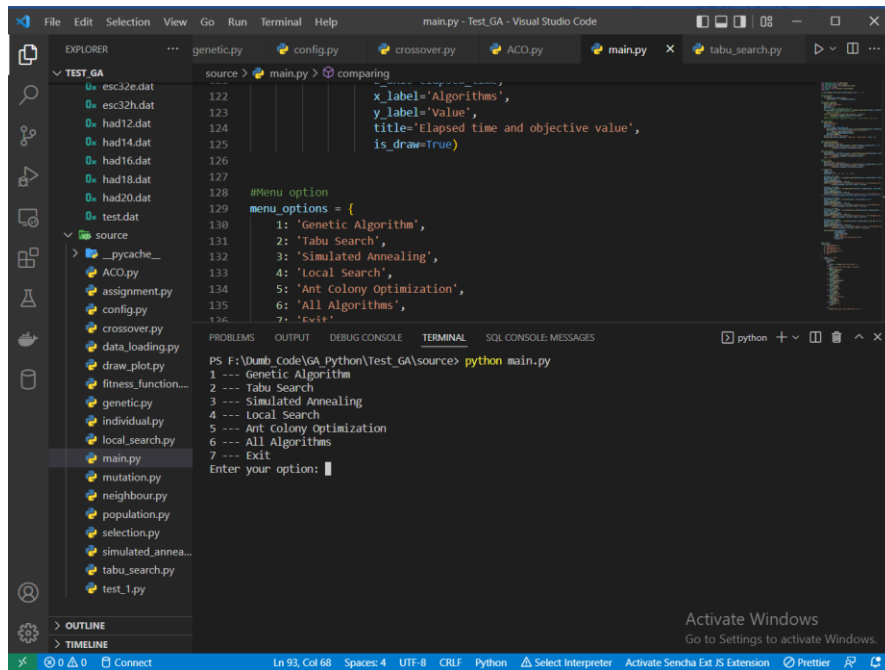 File Edit Selection View Go Run Terminal Help main.py - Test_GA - Visual Studio Code
EXPLORER
TEST_GA
esc32e.dat
esc32h.dat
had12.dat
had14.dat
had16.dat
had18.dat
had20.dat
test.dat
source
__pycache__
ACO.py
assignment.py
config.py
crossover.py
data_loading.py
draw_plot.py
fitness_function....
genetic.py
individual.py
local_search.py
main.py
mutation.py
neighbour.py
population.py
selection.py
simulated_annea...
tabu_search.py
test_1.py
OUTLINE
TIMELINE
genetic.py config.py crossover.py ACO.py main.py tabu_search.py
source > main.py > comparing
122 x_label='Algorithms',
123 y_label='Value',
124 title='Elapsed time and objective value',
125 is_draw=True)
126
127
128 #Menu option
129 menu_options = {
130 1: 'Genetic Algorithm',
131 2: 'Tabu Search',
132 3: 'Simulated Annealing',
133 4: 'Local Search',
134 5: 'Ant Colony Optimization',
135 6: 'All Algorithms',
136 7: 'Exit'
PROBLEMS OUTPUT DEBUG CONSOLE TERMINAL SQL CONSOLE: MESSAGES python
PS F:\Dumb_Code\GA_Python\Test_GA\source> python main.py
1 --- Genetic Algorithm
2 --- Tabu Search
3 --- Simulated Annealing
4 --- Local Search
5 --- Ant Colony Optimization
6 --- All Algorithms
7 --- Exit
Enter your option:
Activate Windows
Go to Settings to activate Windows.
0 0 Connect Ln 93, Col 68 Spaces: 4 UTF-8 CRLF Python Select Interpreter Activate Sencha Ext JS Extension Prettier